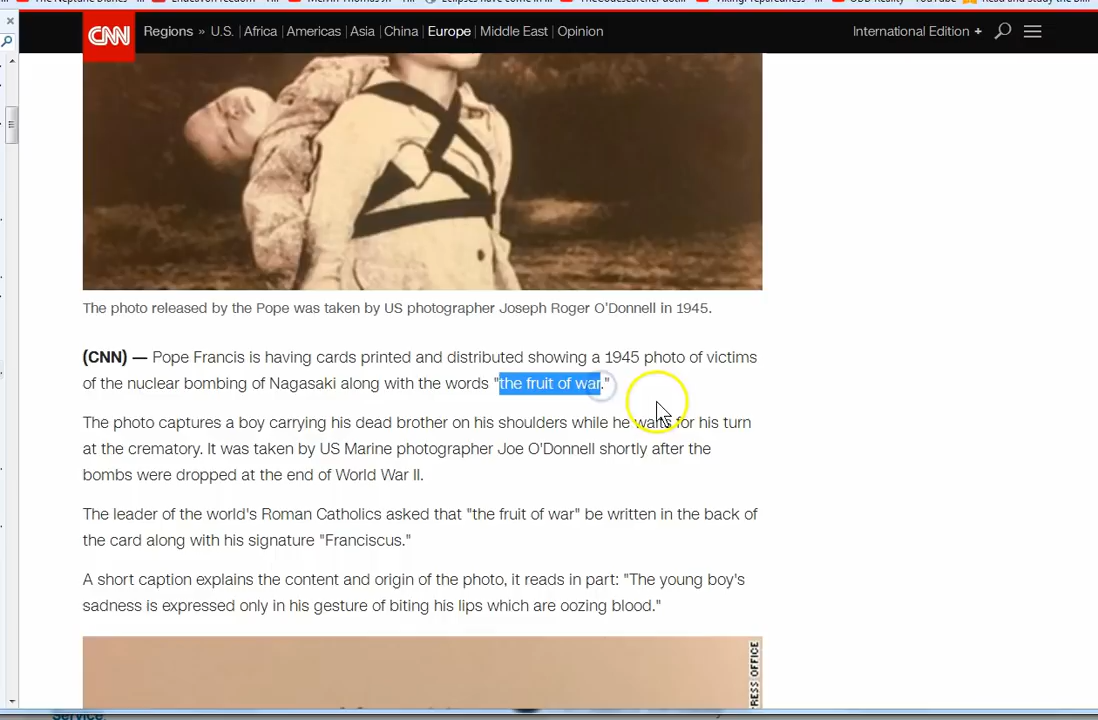 CNN Regions » U.S. | Africa | Americas | Asia | China | Europe | Middle East | Opinion International Edition +
The photo released by the Pope was taken by US photographer Joseph Roger O'Donnell in 1945.
(CNN) — Pope Francis is having cards printed and distributed showing a 1945 photo of victims
of the nuclear bombing of Nagasaki along with the words "the fruit of war."
The photo captures a boy carrying his dead brother on his shoulders while he waits for his turn
at the crematory. It was taken by US Marine photographer Joe O'Donnell shortly after the
bombs were dropped at the end of World War II.
The leader of the world's Roman Catholics asked that "the fruit of war" be written in the back of
the card along with his signature "Franciscus."
A short caption explains the content and origin of the photo, it reads in part: "The young boy's
sadness is expressed only in his gesture of biting his lips which are oozing blood."
RESS OFFICE
Service.